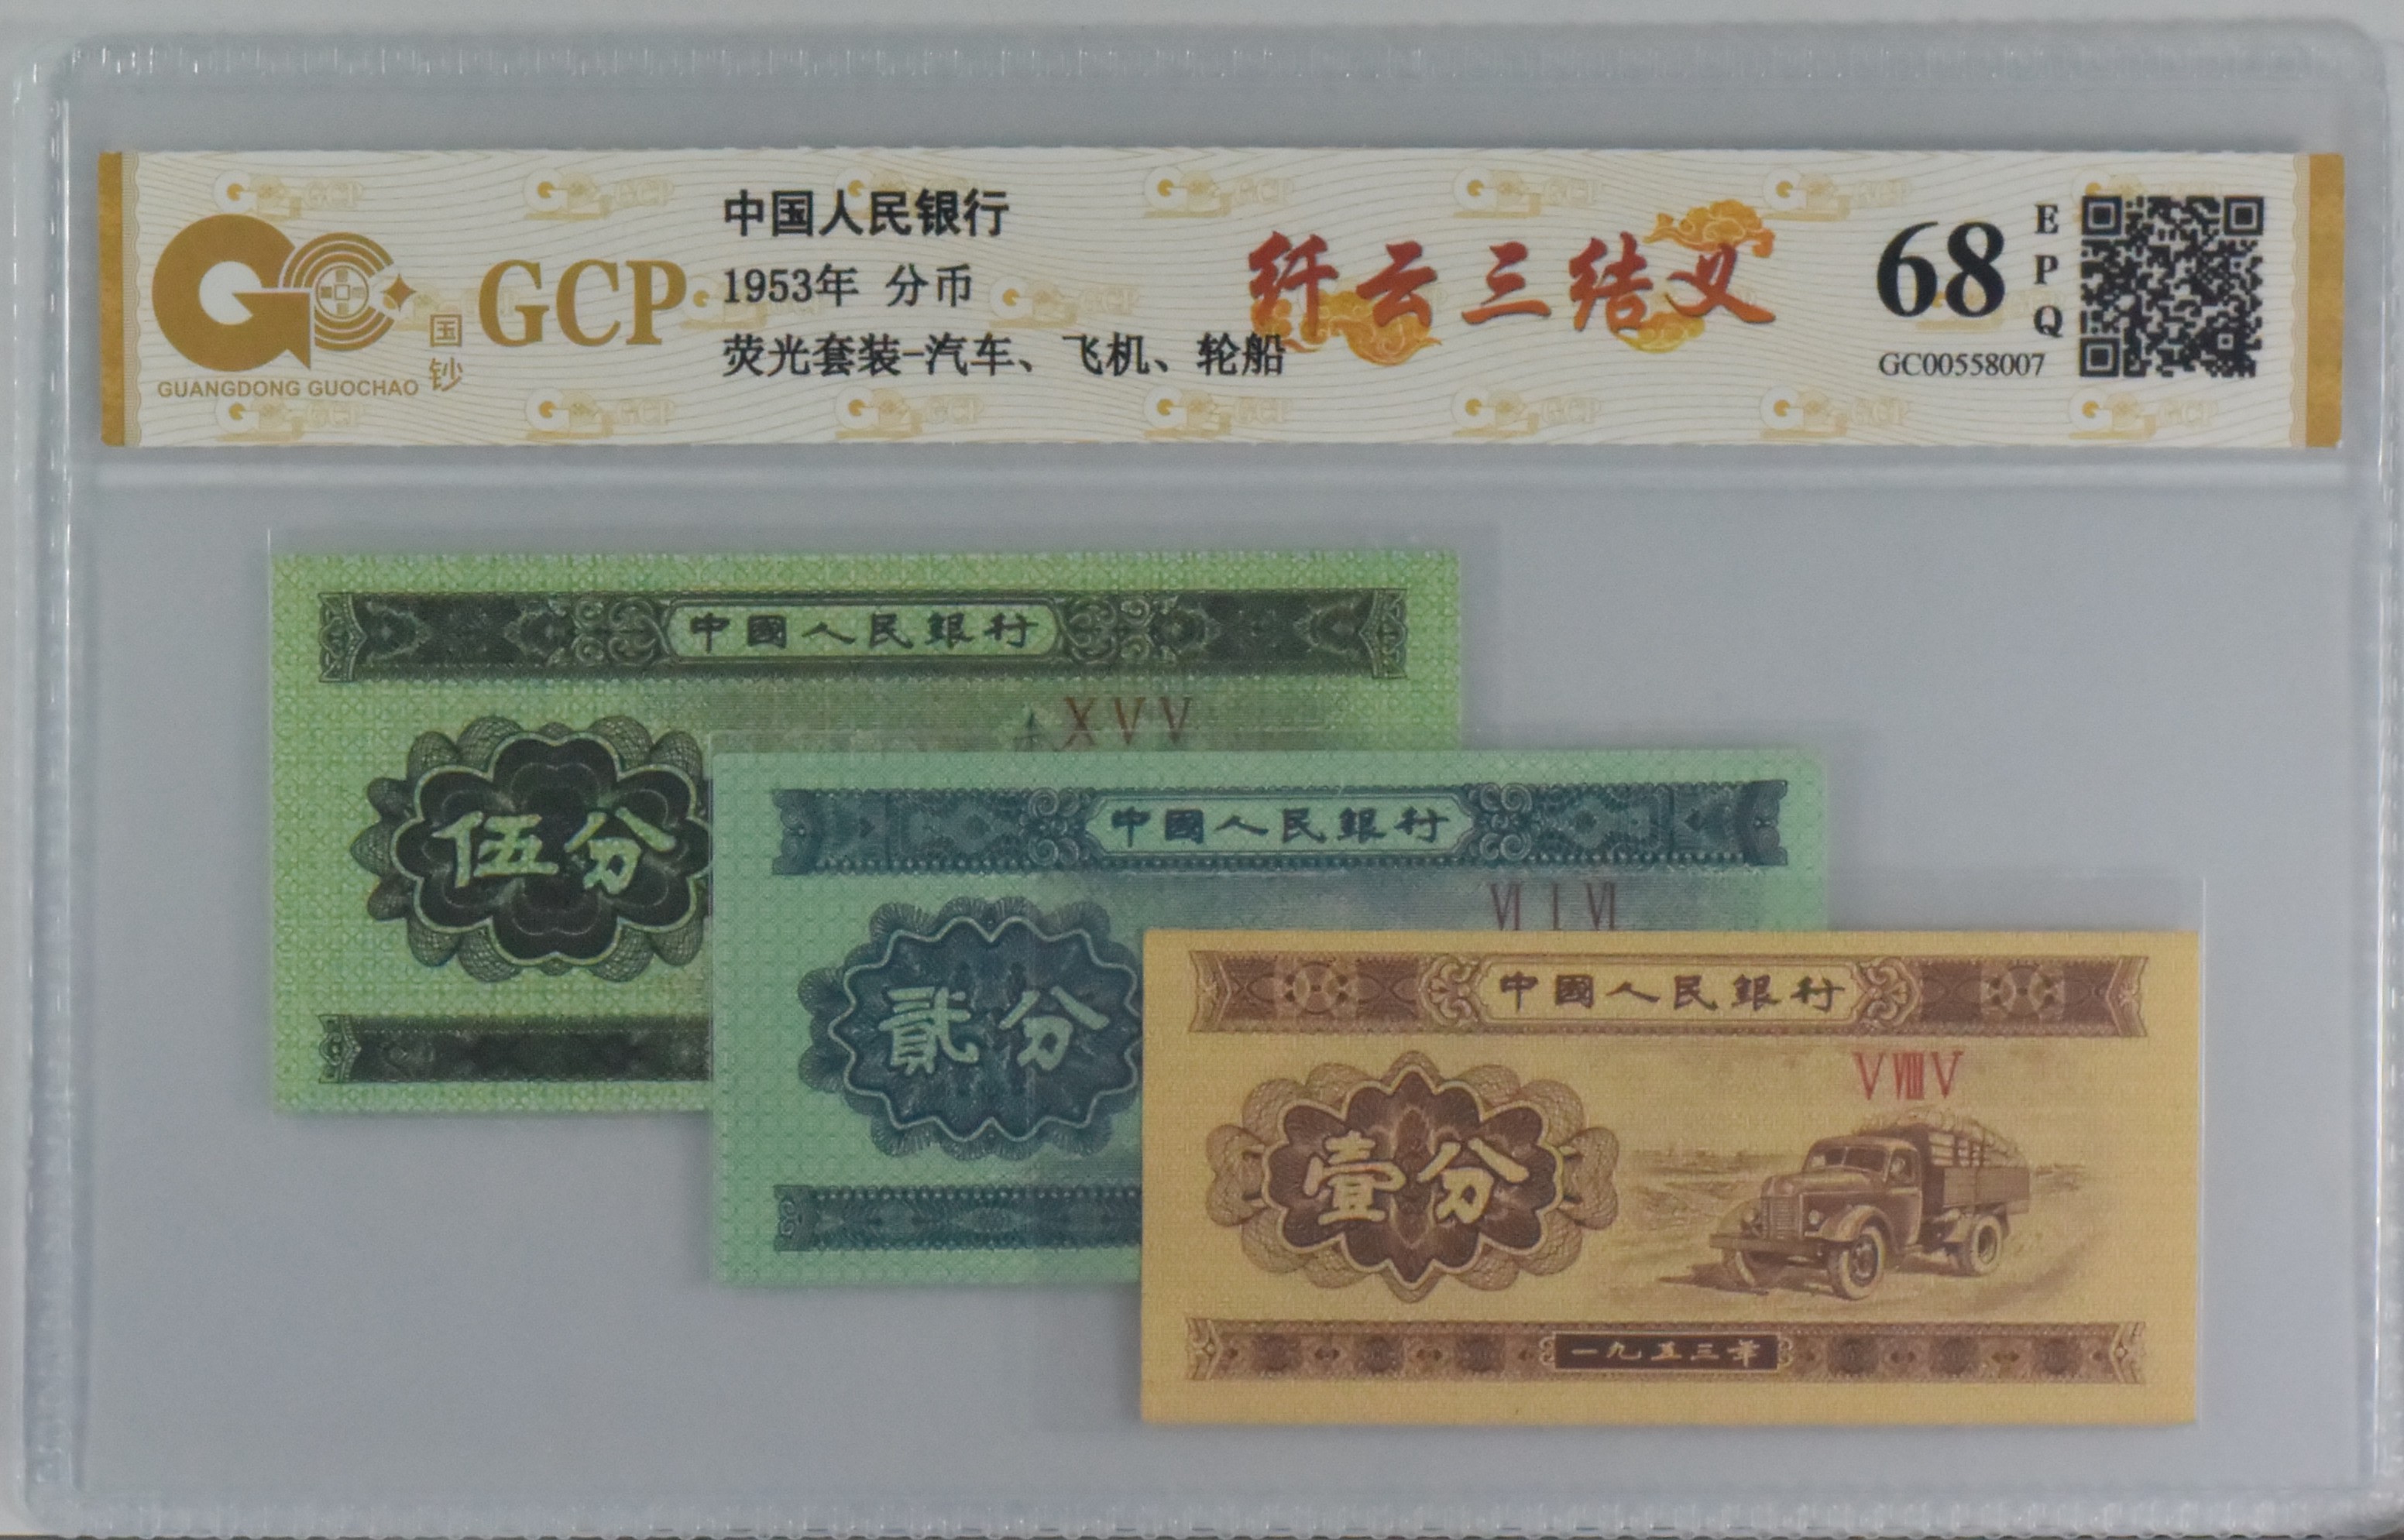 GCP
国钞
GUANGDONG GUOCHAO
中国人民银行
1953年 分币
荧光套装-汽车、飞机、轮船
纤云三结义
68
EPQ
GC00558007
中國人民銀行
XVV
伍分
中國人民銀行
VI I VI
貳分
中國人民銀行
V VIII V
壹分
一九五三年